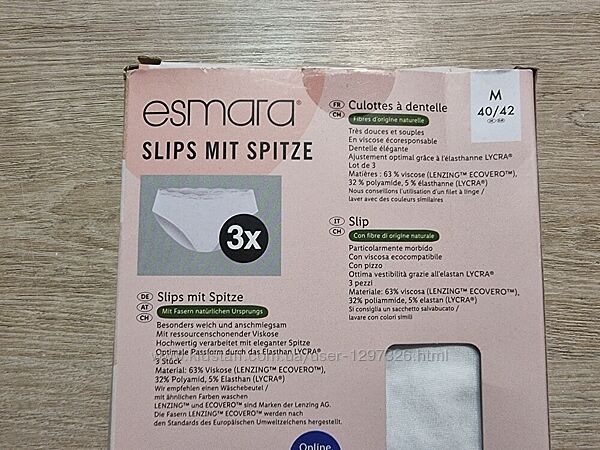 esmara®
SLIPS MIT SPITZE
3x
DE
AT
CH
Slips mit Spitze
Mit Fasern natürlichen Ursprungs
Besonders weich und anschmiegsam
Mit ressourcenschonender Viskose
Hochwertig verarbeitet mit eleganter Spitze
Optimale Passform durch das Elasthan LYCRA®
3 Stück
Material: 63% Viskose (LENZING™ ECOVERO™),
32% Polyamid, 5% Elasthan (LYCRA®)
Wir empfehlen einen Wäschebeutel /
mit ähnlichen Farben waschen
LENZING™ und ECOVERO™ sind Marken der Lenzing AG.
Die Fasern LENZING™ ECOVERO™ werden nach
den Standards des Europäischen Umweltzeichens hergestellt.
FR
CH
Culottes à dentelle
Fibres d'origine naturelle
Très douces et souples
En viscose écoresponsable
Dentelle élégante
Ajustement optimal grâce à l'élasthanne LYCRA®
Lot de 3
Matières : 63 % viscose (LENZING™ ECOVERO™),
32 % polyamide, 5 % élasthanne (LYCRA®)
Nous conseillons l'utilisation d'un filet à linge /
laver avec des couleurs similaires
IT
CH
Slip
Con fibre di origine naturale
Particolarmente morbido
Con viscosa ecocompatibile
Con pizzo
Ottima vestibilità grazie all'elastan LYCRA®
3 pezzi
Materiale: 63% viscosa (LENZING™ ECOVERO™),
32% poliammide, 5% elastan (LYCRA®)
Si consiglia un sacchetto salvabucato /
lavare con colori simili
M
40/42
Online
www.kidstaff.com.ua/user-1297326.html